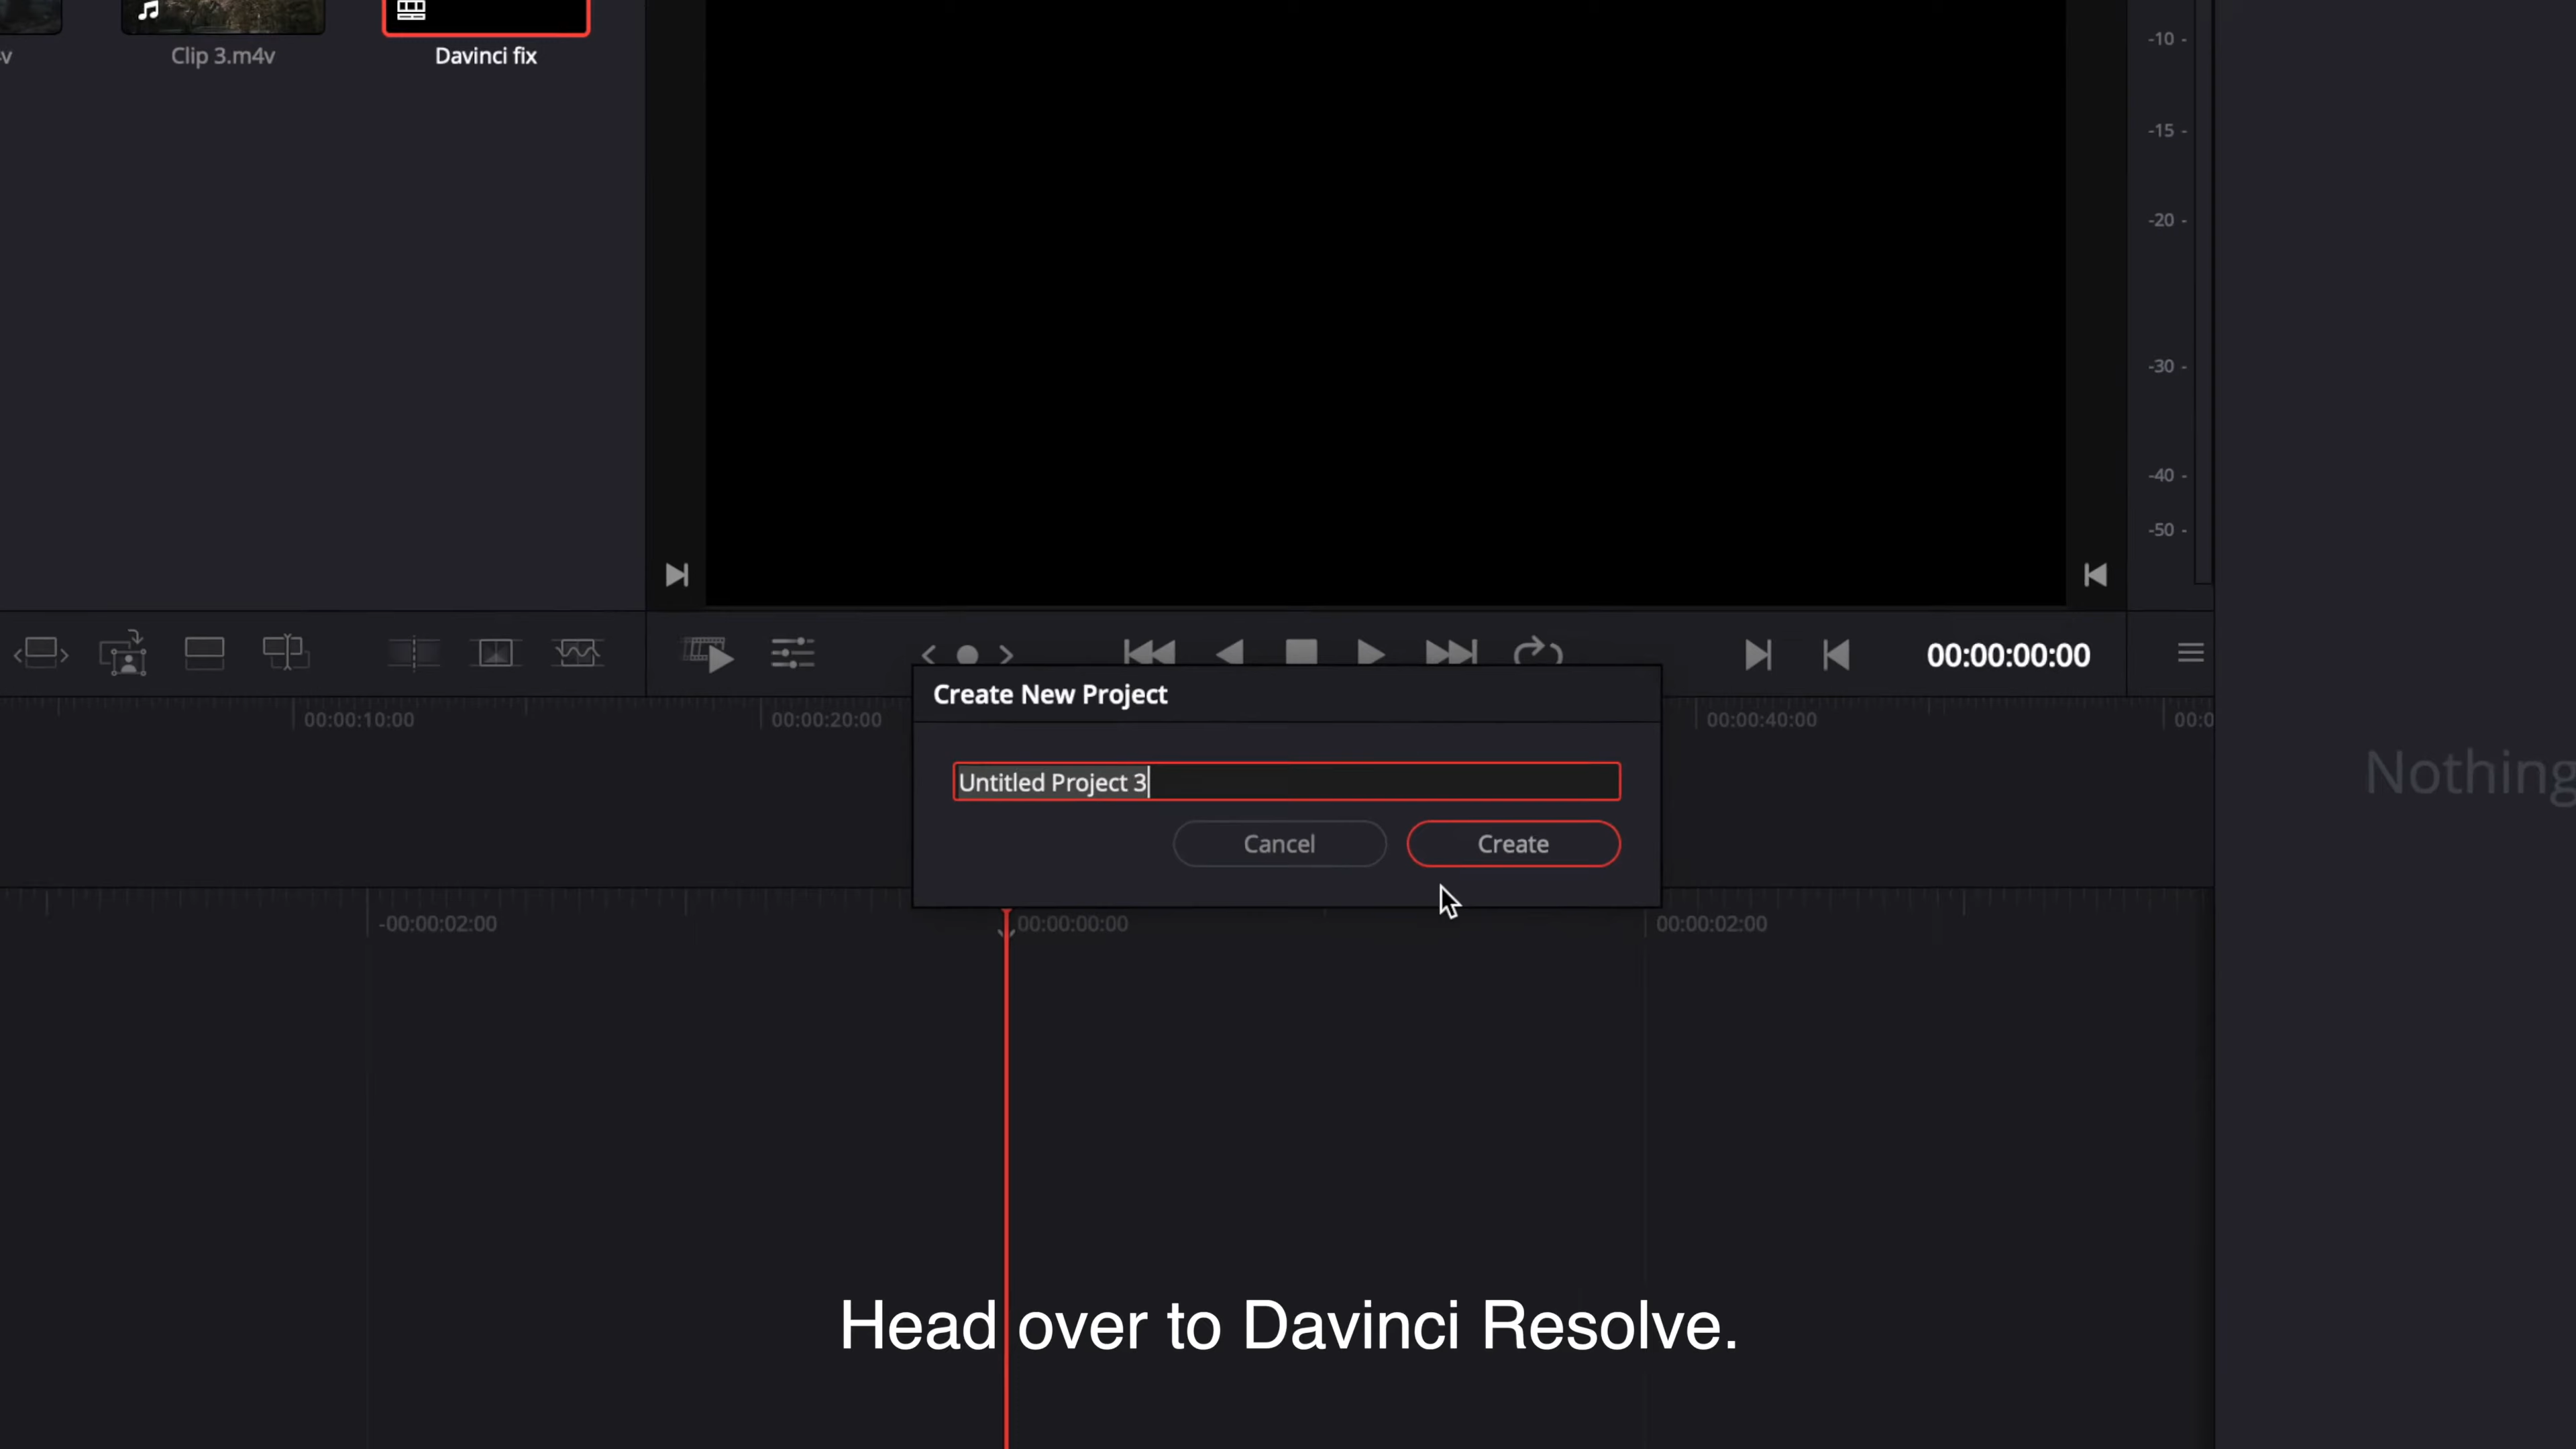 Clip 3.m4v
Davinci fix
-10
-15
-20
-30
-40
-50
00:00:00:00
00:00:10:00
00:00:20:00
00:00:40:00
Create New Project
Untitled Project 3
Cancel
Create
Nothing
-00:00:02:00
00:00:00:00
00:00:02:00
Head over to Davinci Resolve.